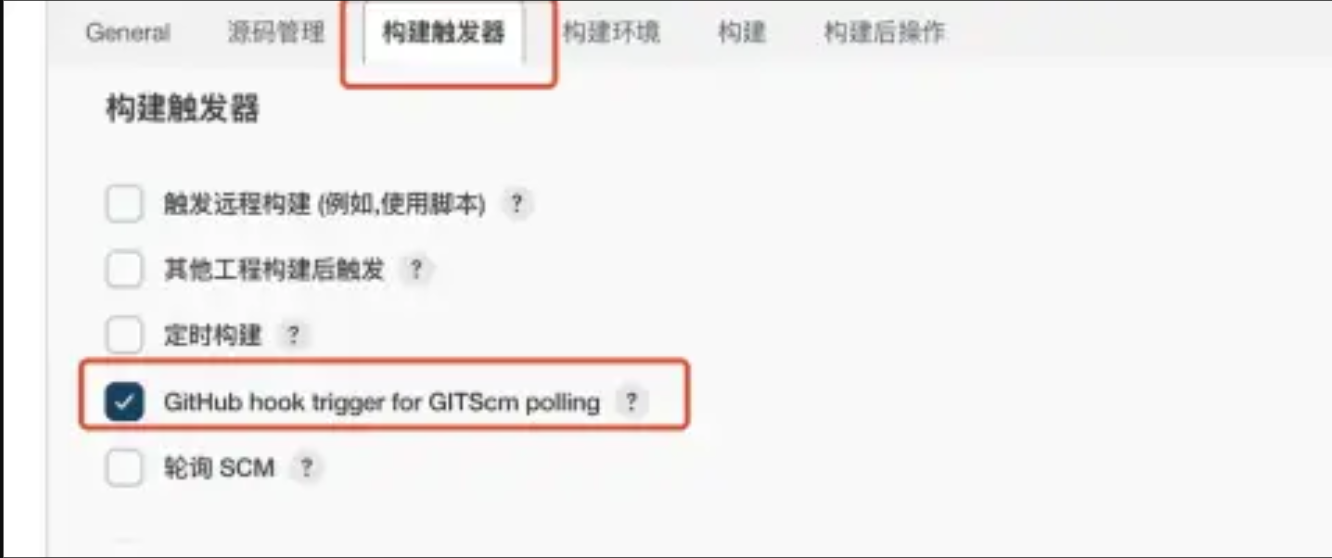 General 源码管理 构建触发器 构建环境 构建 构建后操作
构建触发器
触发远程构建 (例如,使用脚本) ?
其他工程构建后触发 ?
定时构建 ?
GitHub hook trigger for GITScm polling ?
轮询 SCM ?